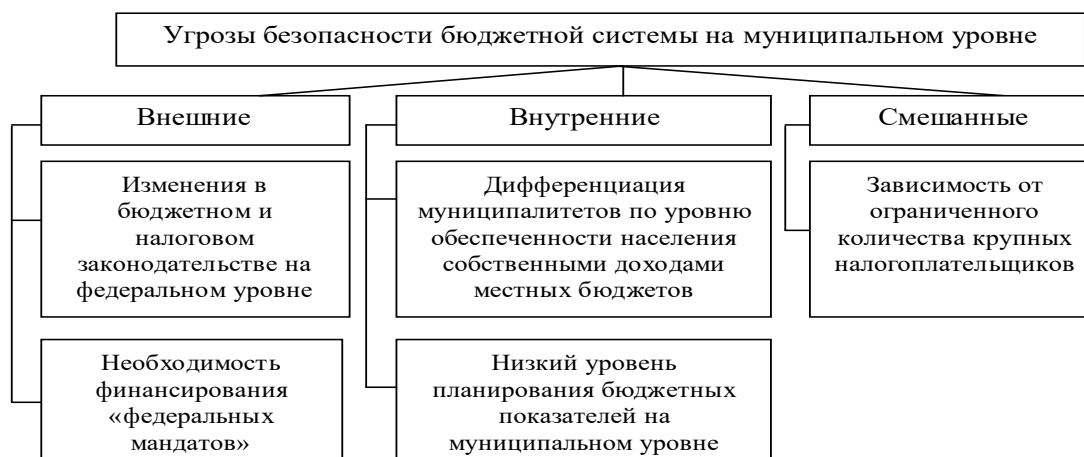 Угрозы безопасности бюджетной системы на муниципальном уровне
Внешние
Внутренние
Смешанные
Изменения в
бюджетном и
налоговом
законодательстве на
федеральном уровне
Дифференциация
муниципалитетов по уровню
обеспеченности населения
собственными доходами
местных бюджетов
Зависимость от
ограниченного
количества крупных
налогоплательщиков
Необходимость
финансирования
«федеральных
мандатов»
Низкий уровень
планирования бюджетных
показателей на
муниципальном уровне